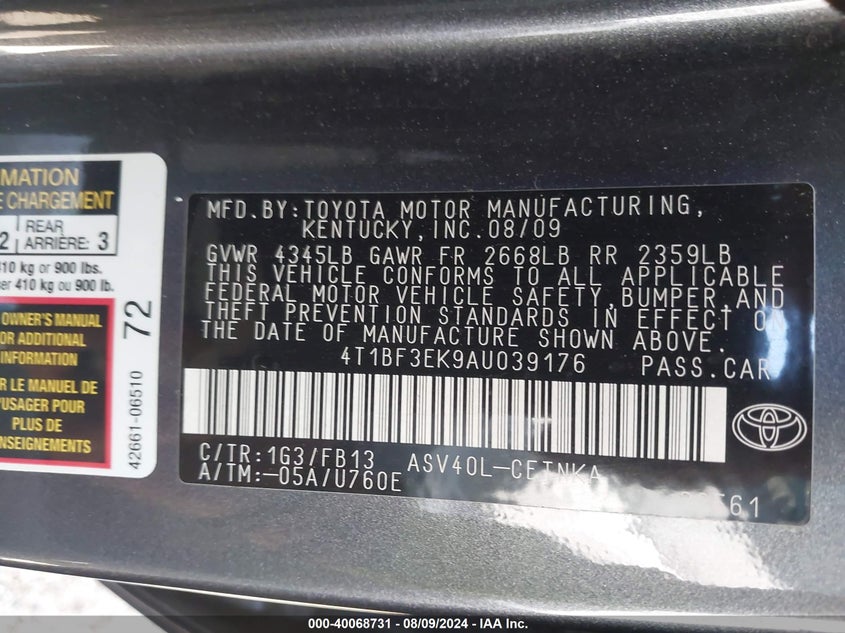 MATION
E CHARGEMENT
2 REAR ARRIÈRE: 3
410 kg or 900 lbs.
ser 410 kg ou 900 lb.
OWNER'S MANUAL
OR ADDITIONAL
INFORMATION
R LE MANUEL DE
'USAGER POUR
PLUS DE
NSEIGNEMENTS
42661-06510 72
MFD.BY:TOYOTA MOTOR MANUFACTURING,
KENTUCKY,INC.08/09
GVWR 4345LB GAWR FR 2668LB RR 2359LB
THIS VEHICLE CONFORMS TO ALL APPLICABLE
FEDERAL MOTOR VEHICLE SAFETY,BUMPER,AND
THEFT PREVENTION STANDARDS IN EFFECT ON
THE DATE OF MANUFACTURE SHOWN ABOVE.
4T1BF3EK9AU039176 PASS.CAR
C/TR:1G3/FB13 ASV40L-CETNKA
A/TM:-05A/U760E
61
TOYOTA
000-40068731 - 08/09/2024 - IAA Inc.